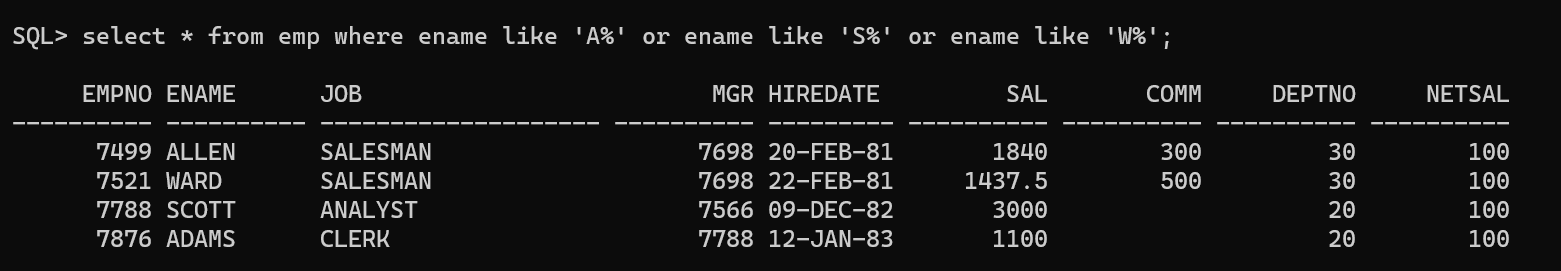 SQL> select * from emp where ename like 'A%' or ename like 'S%' or ename like 'W%';
     EMPNO ENAME      JOB                         MGR HIREDATE         SAL       COMM     DEPTNO     NETSAL
---------- ---------- -------------------- ---------- --------- ---------- ---------- ---------- ----------
      7499 ALLEN      SALESMAN                   7698 20-FEB-81       1840        300         30        100
      7521 WARD       SALESMAN                   7698 22-FEB-81     1437.5        500         30        100
      7788 SCOTT      ANALYST                    7566 09-DEC-82       3000                    20        100
      7876 ADAMS      CLERK                      7788 12-JAN-83       1100                    20        100